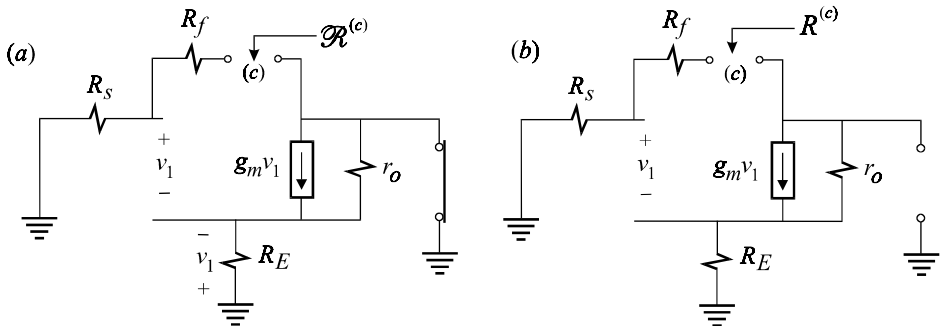 (a)
R_f
ℛ^(c)
(c)
R_s
+
v_1
−
g_m v_1
r_o
−
v_1
+
R_E
(b)
R_f
R^(c)
(c)
R_s
+
v_1
−
g_m v_1
r_o
R_E